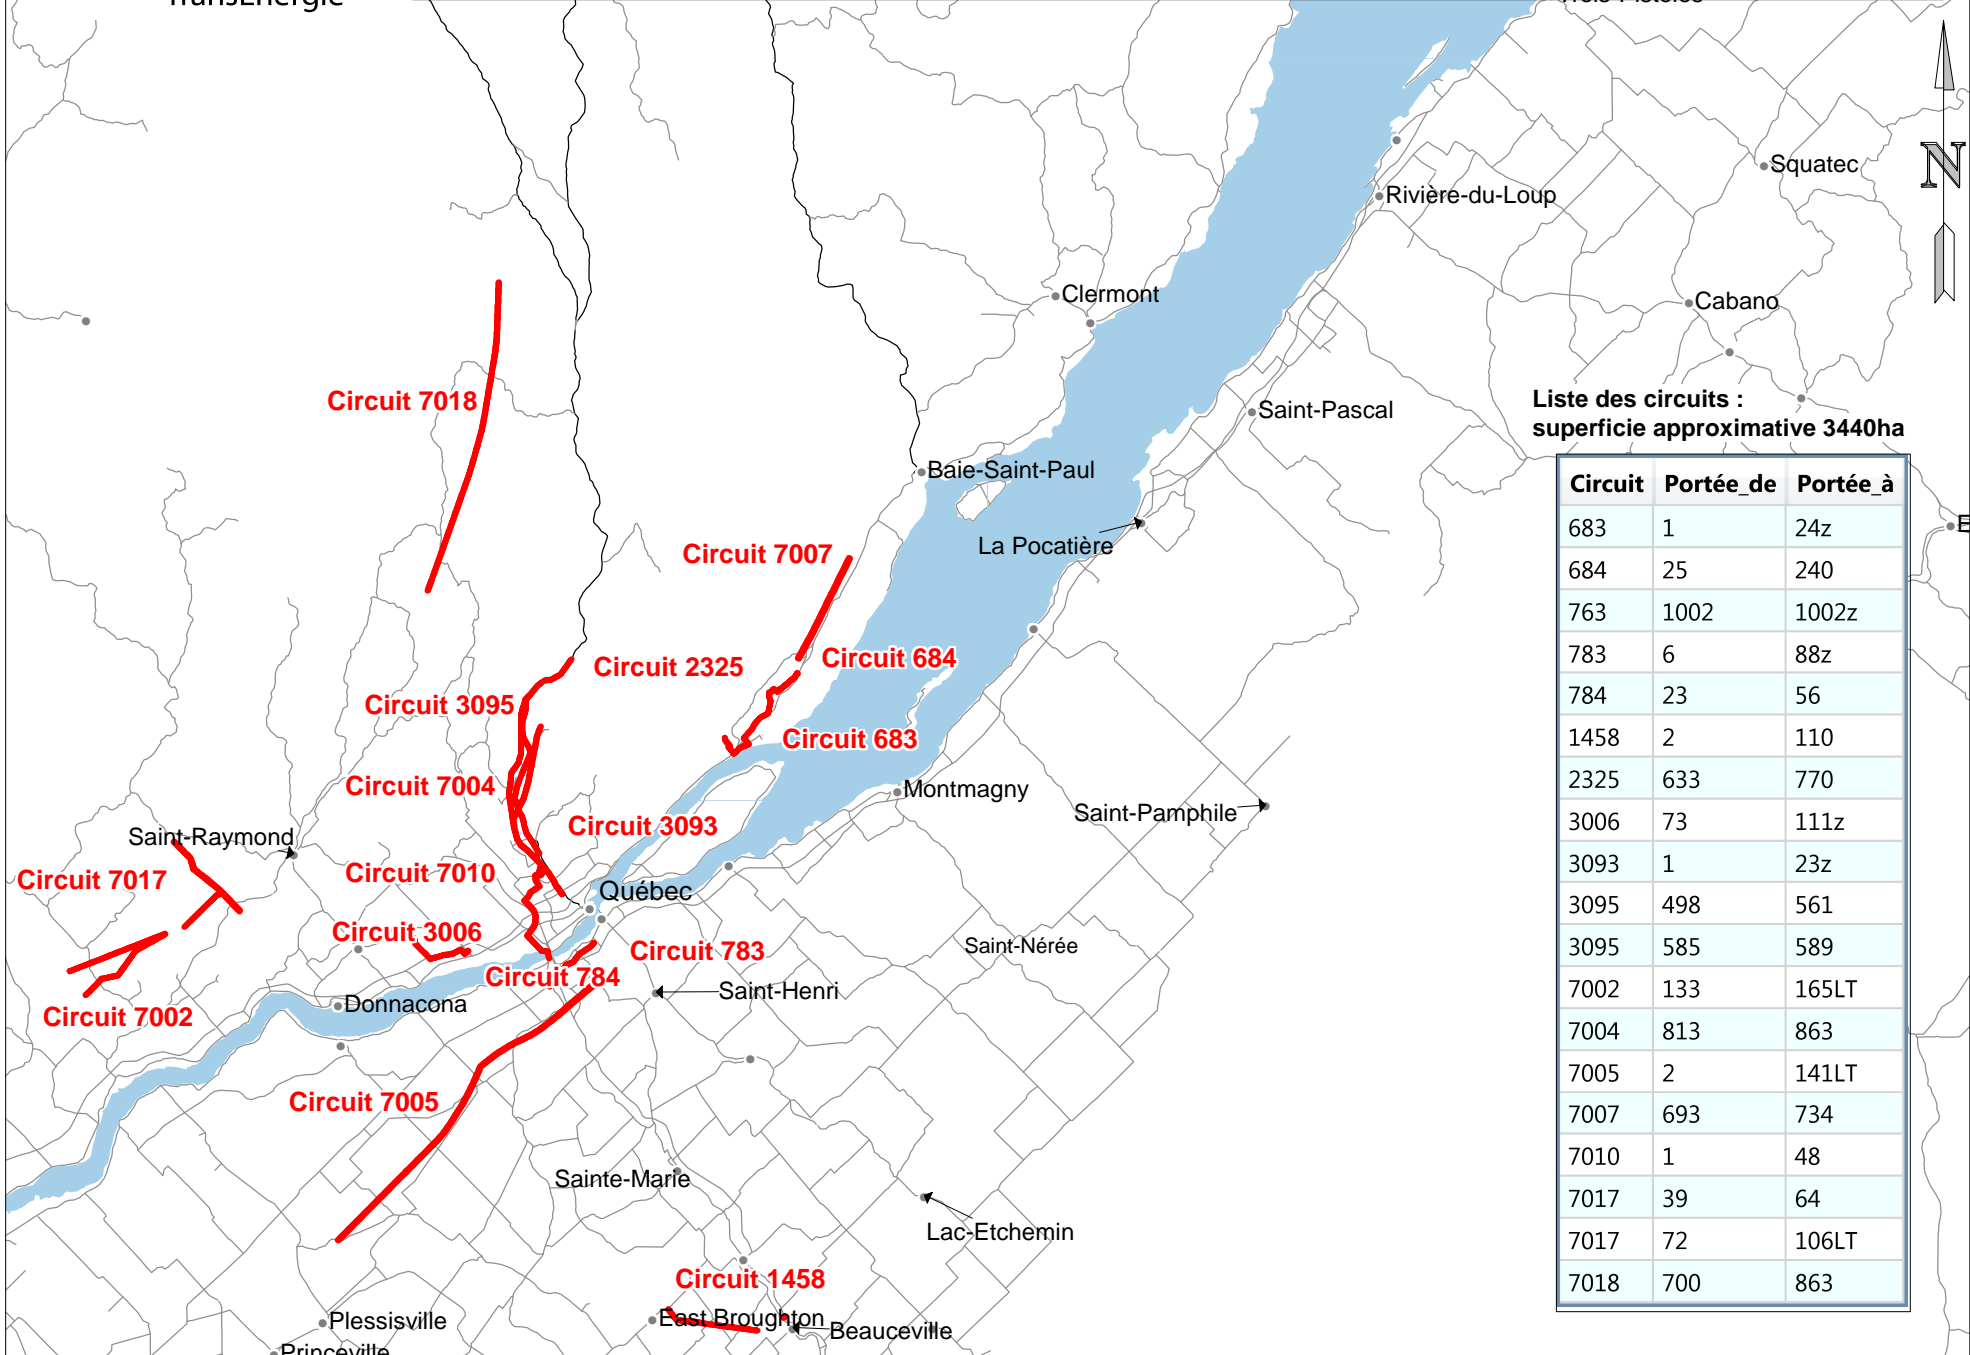 TransÉnergie
Trois-Pistoles
N
Squatec
Rivière-du-Loup
Clermont
Cabano
Circuit 7018
Saint-Pascal
Baie-Saint-Paul
La Pocatière
Circuit 7007
Circuit 684
Circuit 2325
Circuit 3095
Circuit 683
Circuit 7004
Montmagny
Saint-Pamphile
Circuit 3093
Saint-Raymond
Circuit 7017
Circuit 7010
Québec
Circuit 3006
Circuit 783
Saint-Nérée
Circuit 784
Saint-Henri
Donnacona
Circuit 7002
Circuit 7005
Sainte-Marie
Lac-Etchemin
Circuit 1458
East Broughton
Beauceville
Plessisville
Princeville
Liste des circuits :
superficie approximative 3440ha
Circuit Portée_de Portée_à
683 1 24z
684 25 240
763 1002 1002z
783 6 88z
784 23 56
1458 2 110
2325 633 770
3006 73 111z
3093 1 23z
3095 498 561
3095 585 589
7002 133 165LT
7004 813 863
7005 2 141LT
7007 693 734
7010 1 48
7017 39 64
7017 72 106LT
7018 700 863